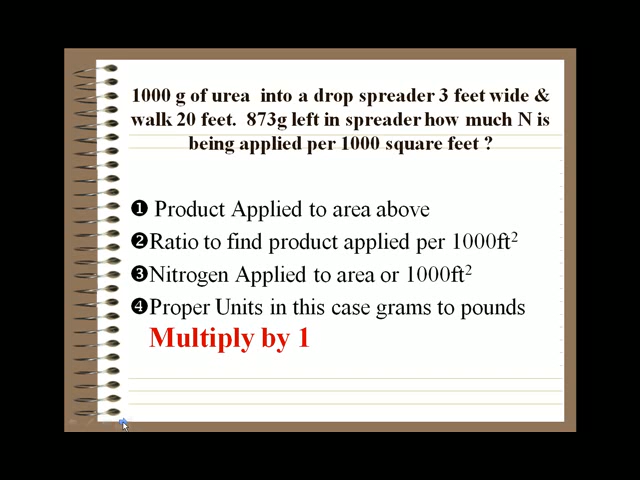 1000 g of urea into a drop spreader 3 feet wide &
walk 20 feet. 873g left in spreader how much N is
being applied per 1000 square feet ?
❶ Product Applied to area above
❷Ratio to find product applied per 1000ft²
❸Nitrogen Applied to area or 1000ft²
❹Proper Units in this case grams to pounds
Multiply by 1